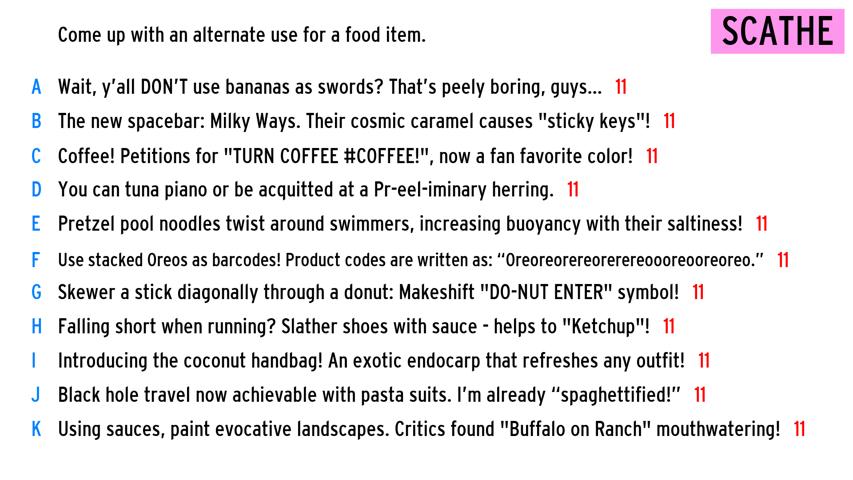 Come up with an alternate use for a food item.
SCATHE
A Wait, y’all DON’T use bananas as swords? That’s peely boring, guys... 11
B The new spacebar: Milky Ways. Their cosmic caramel causes "sticky keys"! 11
C Coffee! Petitions for "TURN COFFEE #COFFEE!", now a fan favorite color! 11
D You can tuna piano or be acquitted at a Pr-eel-iminary herring. 11
E Pretzel pool noodles twist around swimmers, increasing buoyancy with their saltiness! 11
F Use stacked Oreos as barcodes! Product codes are written as: “Oreoreorereorerereoooreooreoreo.” 11
G Skewer a stick diagonally through a donut: Makeshift "DO-NUT ENTER" symbol! 11
H Falling short when running? Slather shoes with sauce - helps to "Ketchup"! 11
I Introducing the coconut handbag! An exotic endocarp that refreshes any outfit! 11
J Black hole travel now achievable with pasta suits. I’m already “spaghettified!” 11
K Using sauces, paint evocative landscapes. Critics found "Buffalo on Ranch" mouthwatering! 11